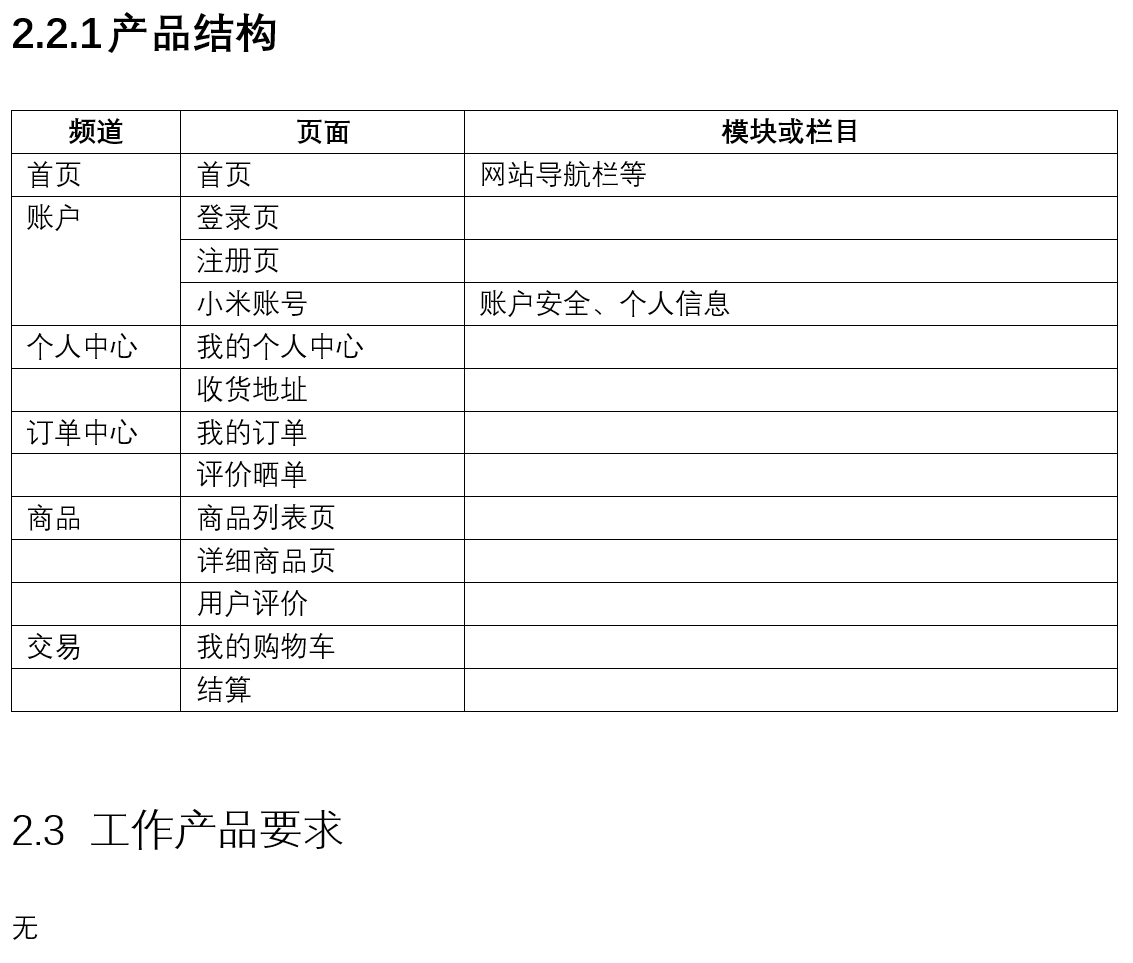 2.2.1产品结构
频道 页面 模块或栏目
首页 首页 网站导航栏等
账户 登录页
注册页
小米账号 账户安全、个人信息
个人中心 我的个人中心
收货地址
订单中心 我的订单
评价晒单
商品 商品列表页
详细商品页
用户评价
交易 我的购物车
结算
2.3 工作产品要求
无